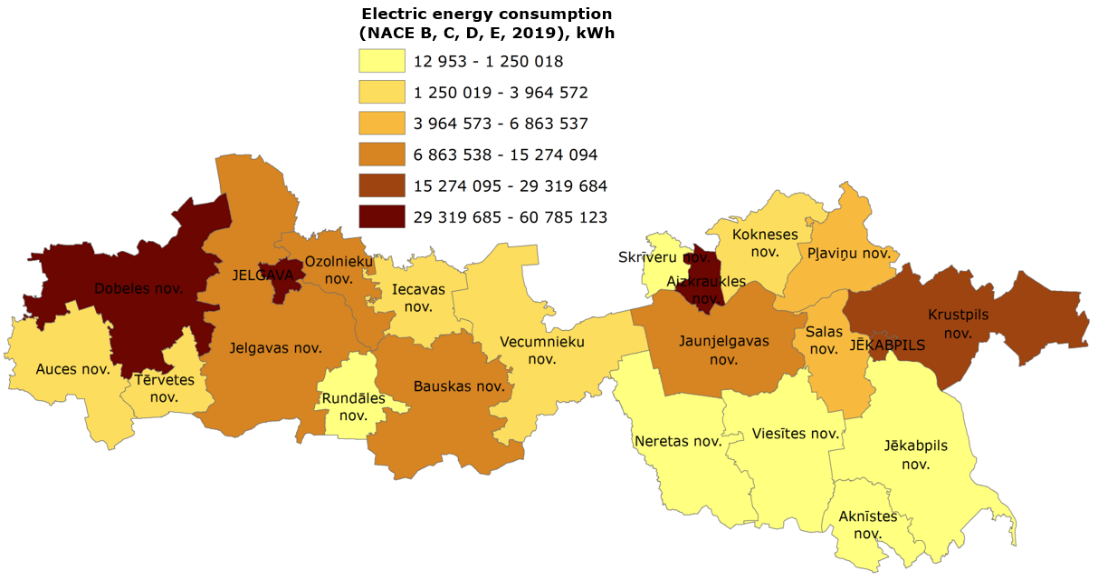 Electric energy consumption
(NACE B, C, D, E, 2019), kWh
12 953 - 1 250 018
1 250 019 - 3 964 572
3 964 573 - 6 863 537
6 863 538 - 15 274 094
15 274 095 - 29 319 684
29 319 685 - 60 785 123
Dobeles nov.
JELGAVA
Ozolnieku
nov.
Iecavas
nov.
Auces nov.
Tērvetes
nov.
Jelgavas nov.
Rundāles
nov.
Bauskas nov.
Vecumnieku
nov.
Skrīveru nov.
Aizkraukles
nov.
Kokneses
nov.
Pļaviņu nov.
Jaunjelgavas
nov.
Salas
nov.
JĒKABPILS
Krustpils
nov.
Neretas nov.
Viesītes nov.
Jēkabpils
nov.
Aknīstes
nov.